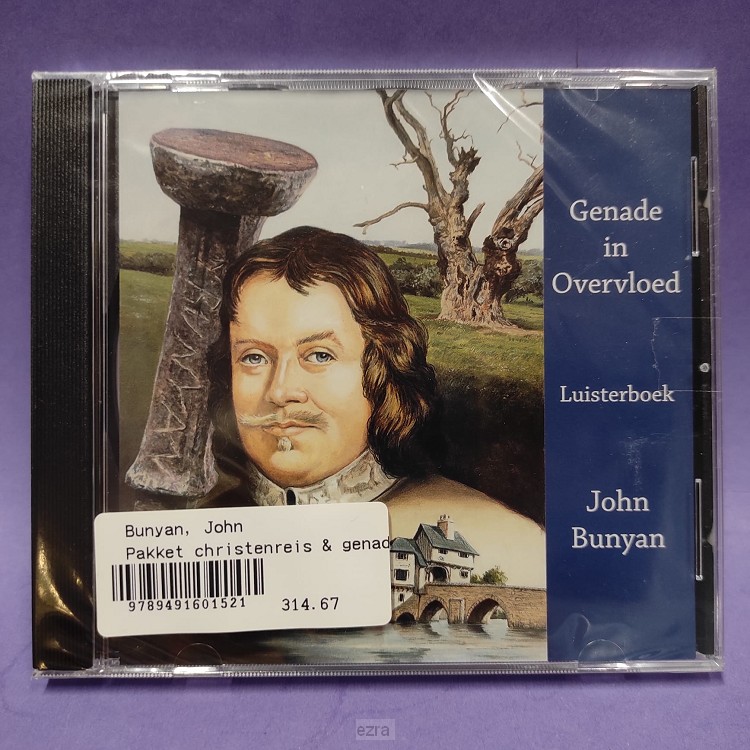 Genade
in
Overvloed
Luisterboek
John
Bunyan
Bunyan, John
Pakket christenreis & genad
9789491601521
314.67
ezra